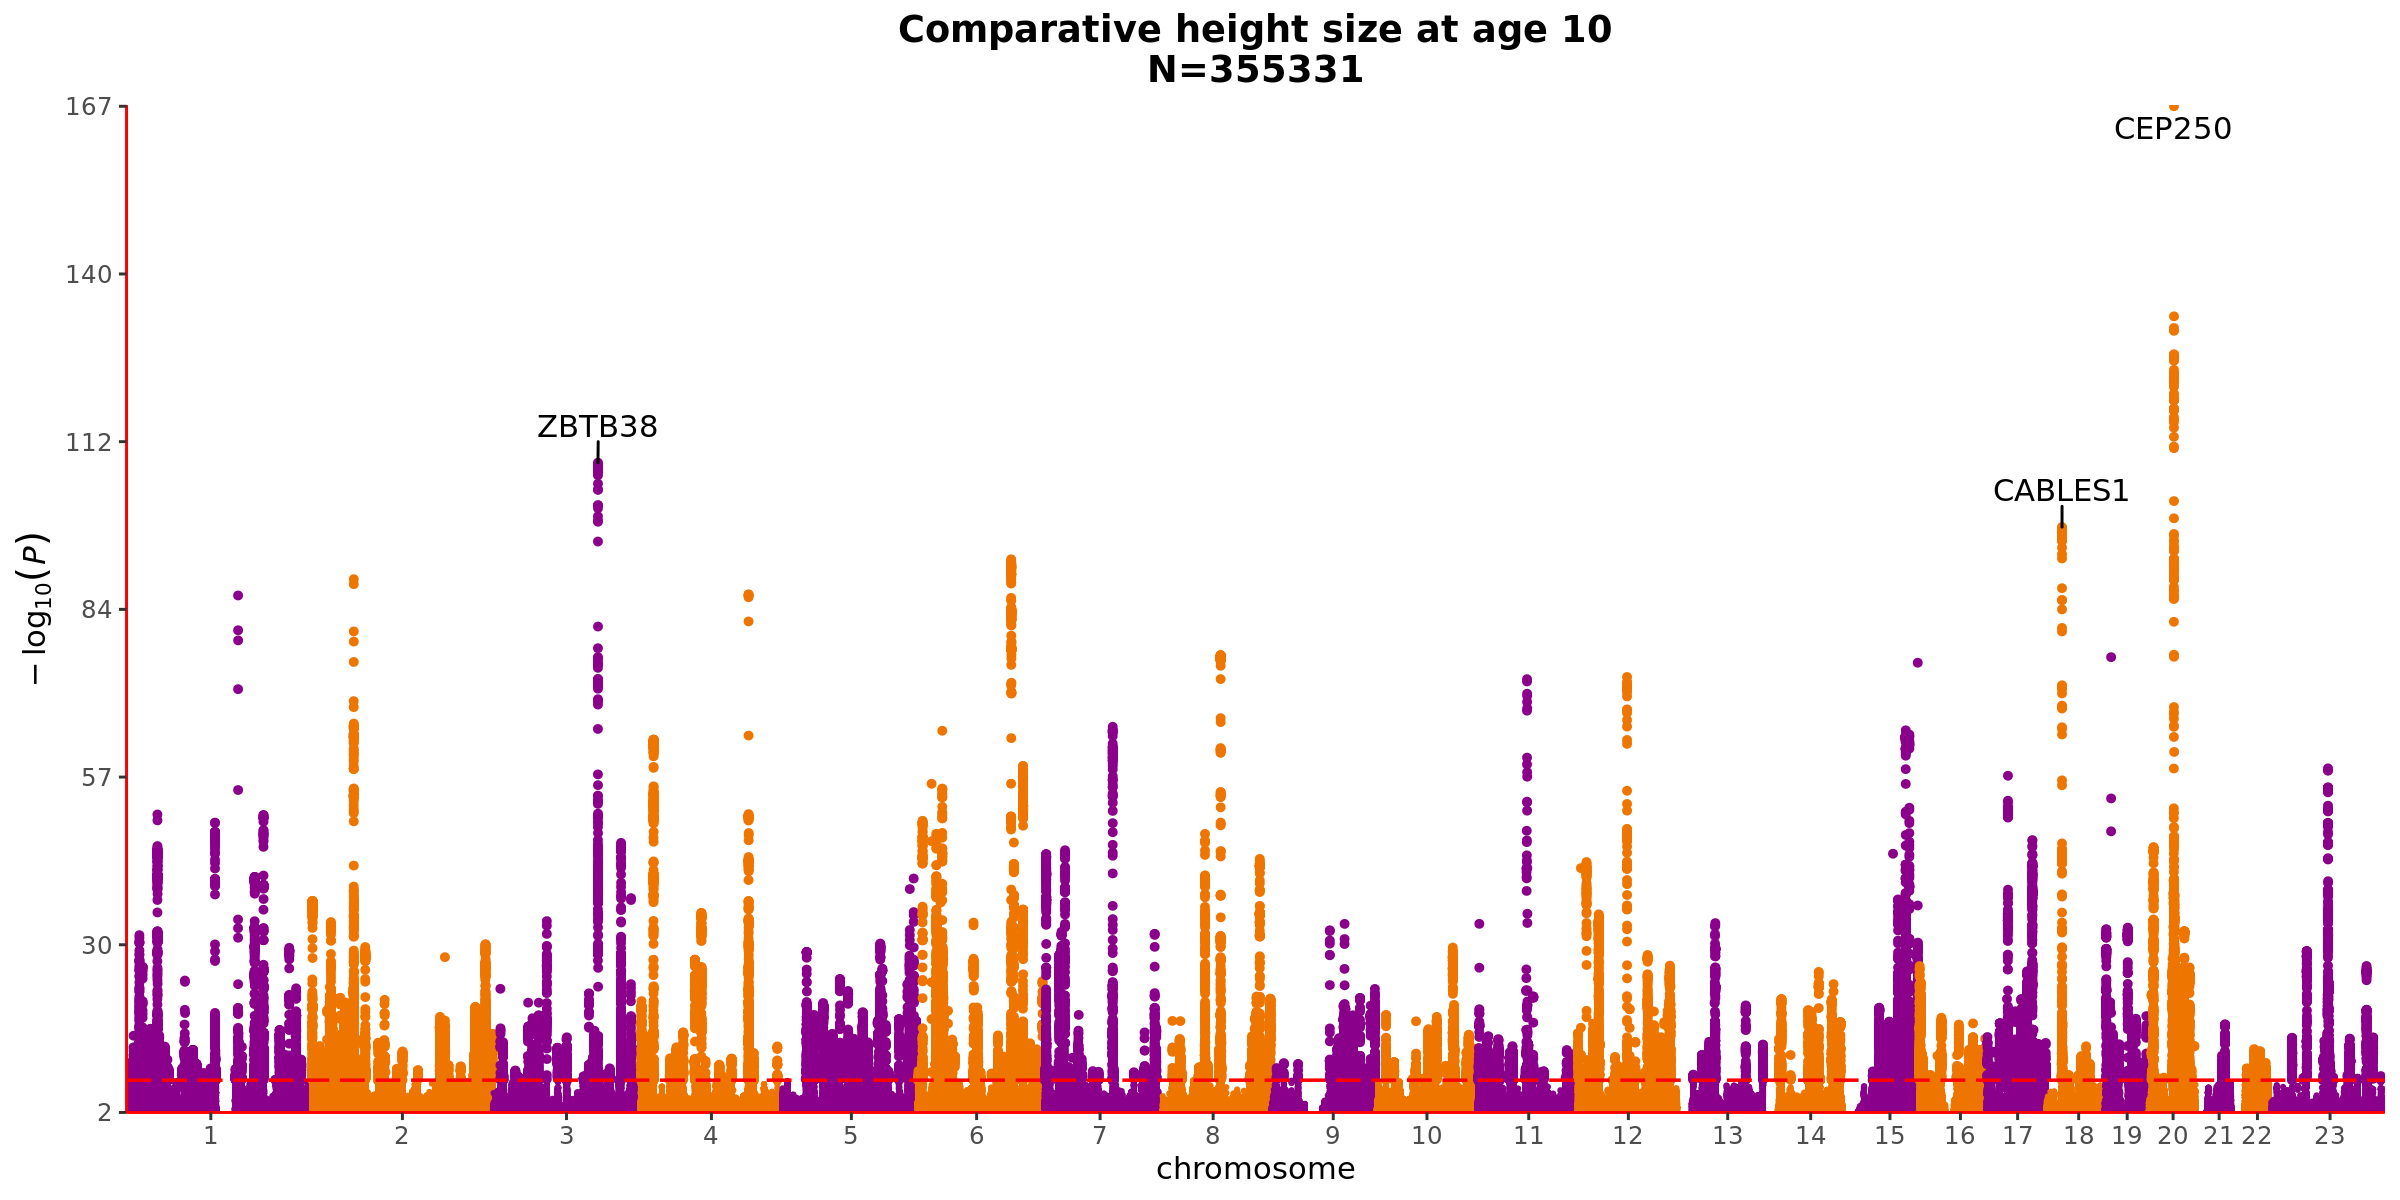 Comparative height size at age 10
N=355331
167
CEP250
140
ZBTB38
112
CABLES1
84
57
30
2
− log10(P)
1 2 3 4 5 6 7 8 9 10 11 12 13 14 15 16 17 18 19 20 21 22 23
chromosome